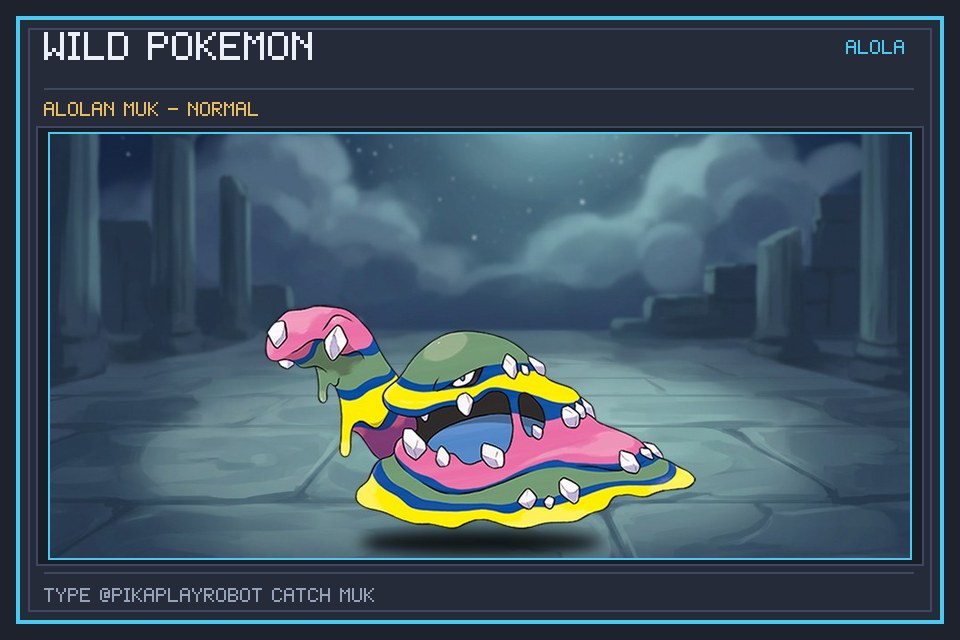 WILD POKEMON
ALOLA
ALOLAN MUK - NORMAL
TYPE @PIKAPLAYROBOT CATCH MUK